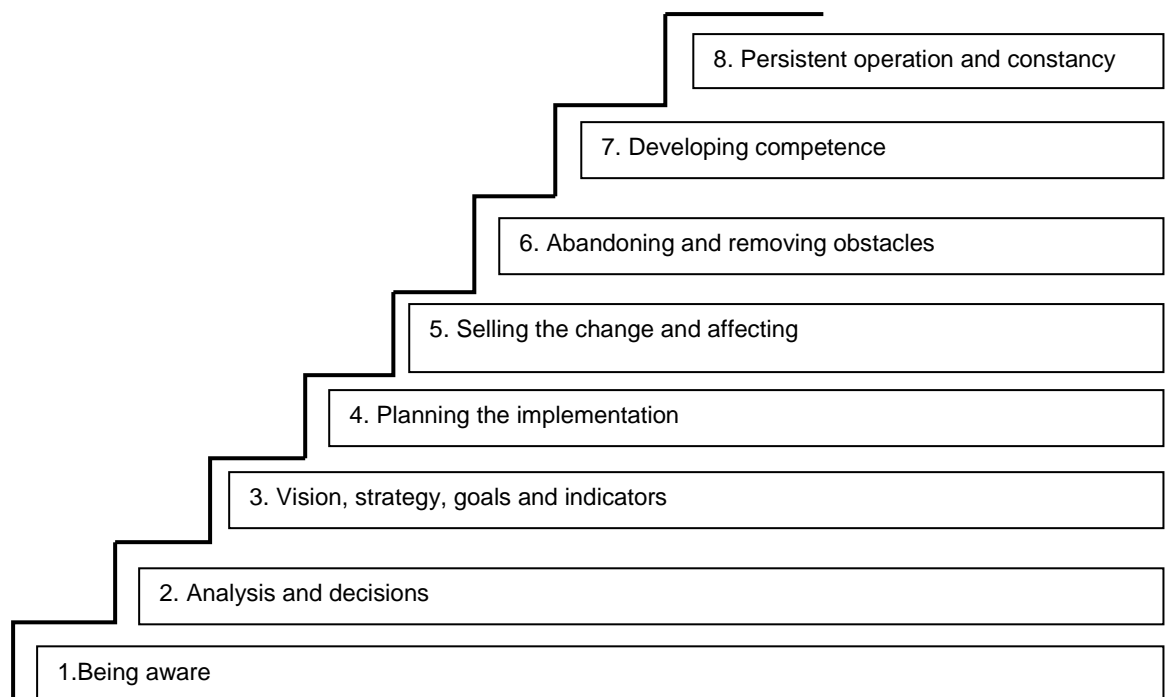 8. Persistent operation and constancy
7. Developing competence
6. Abandoning and removing obstacles
5. Selling the change and affecting
4. Planning the implementation
3. Vision, strategy, goals and indicators
2. Analysis and decisions
1.Being aware